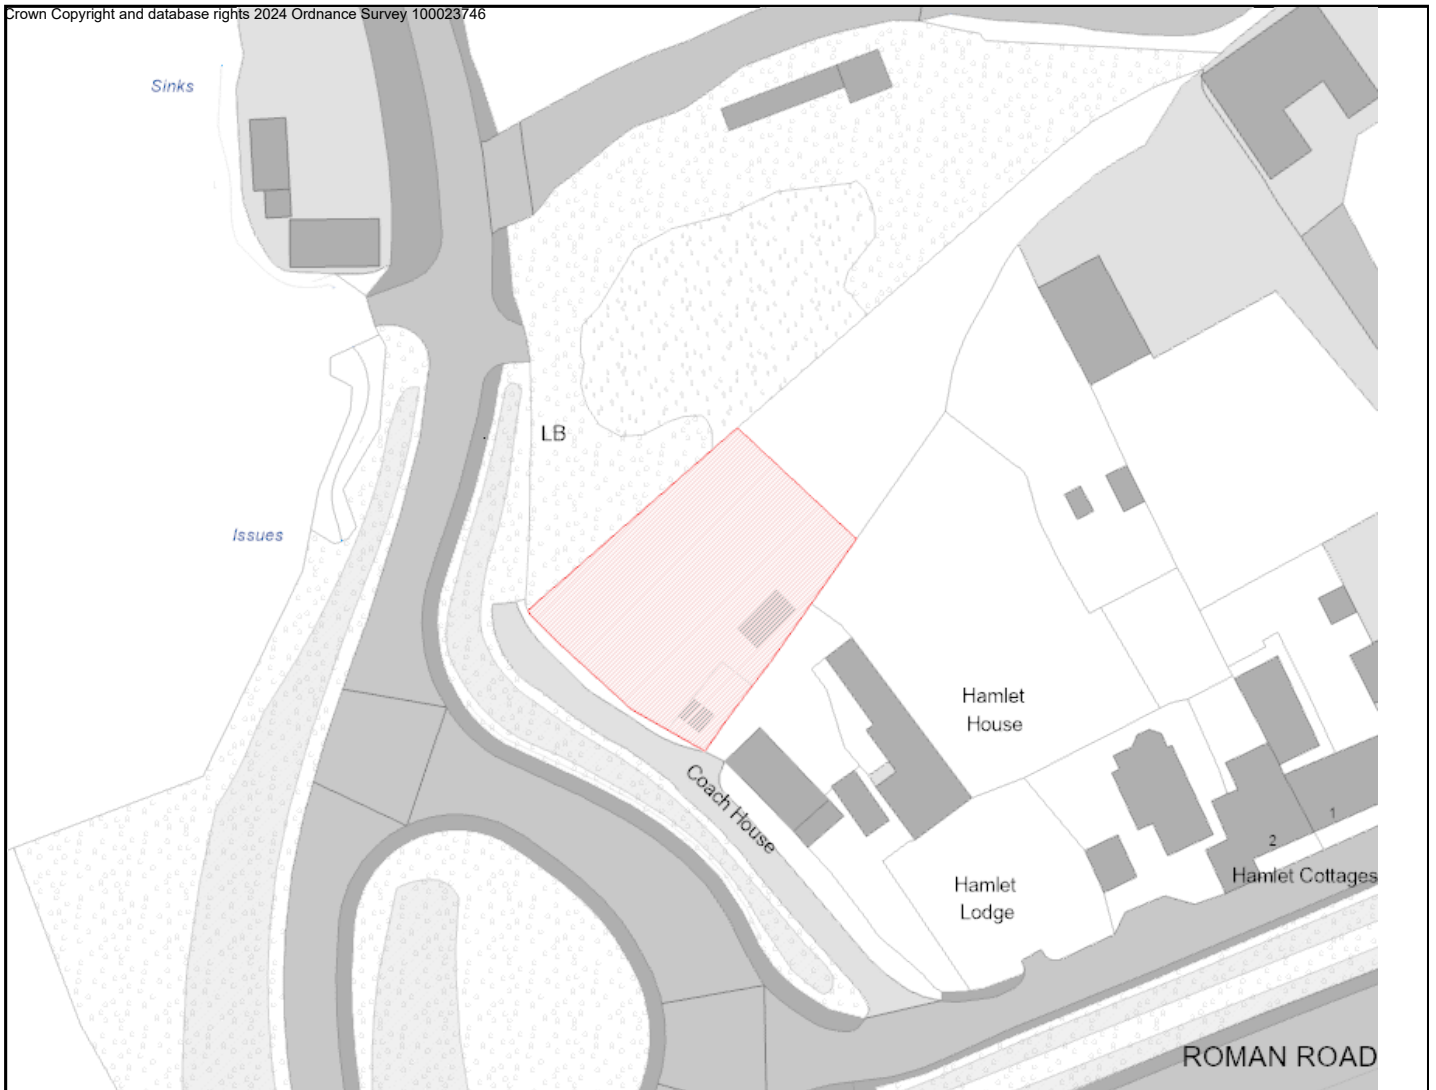 Crown Copyright and database rights 2024 Ordnance Survey 100023746
Sinks
LB
Issues
Hamlet
House
Coach House
1
2
Hamlet Cottages
Hamlet
Lodge
ROMAN ROAD